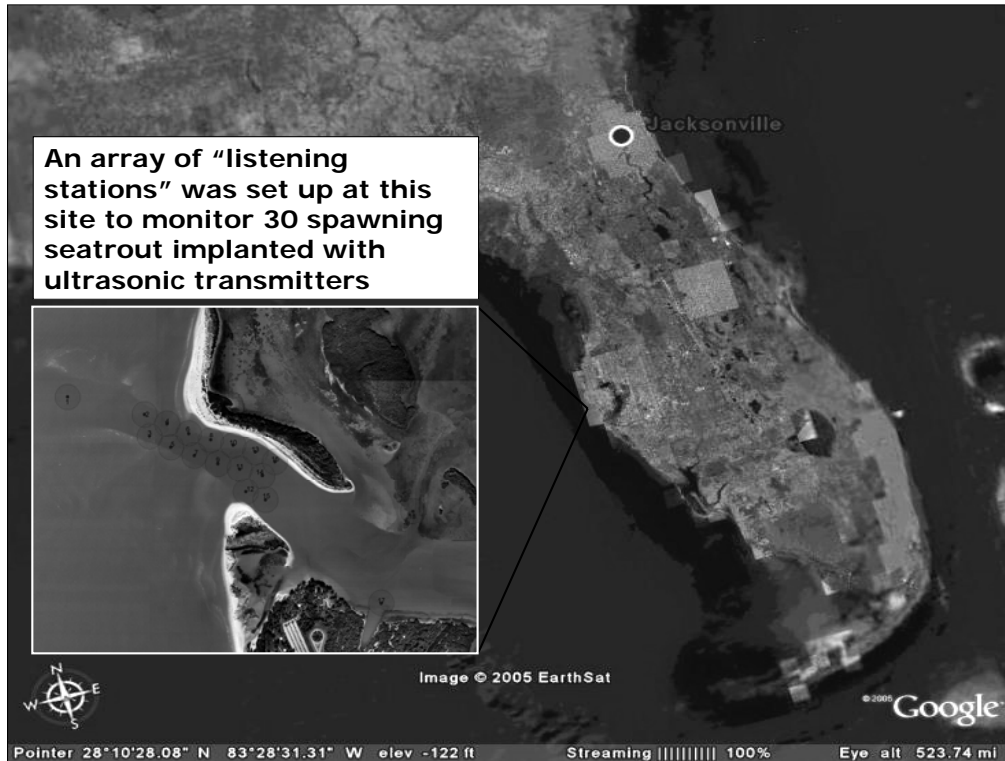 Jacksonville
An array of “listening
stations” was set up at this
site to monitor 30 spawning
seatrout implanted with
ultrasonic transmitters
N
W E
S
Image © 2005 EarthSat
©2005 Google
Pointer 28°10'28.08" N 83°28'31.31" W elev -122 ft Streaming |||||||||| 100% Eye alt 523.74 mi